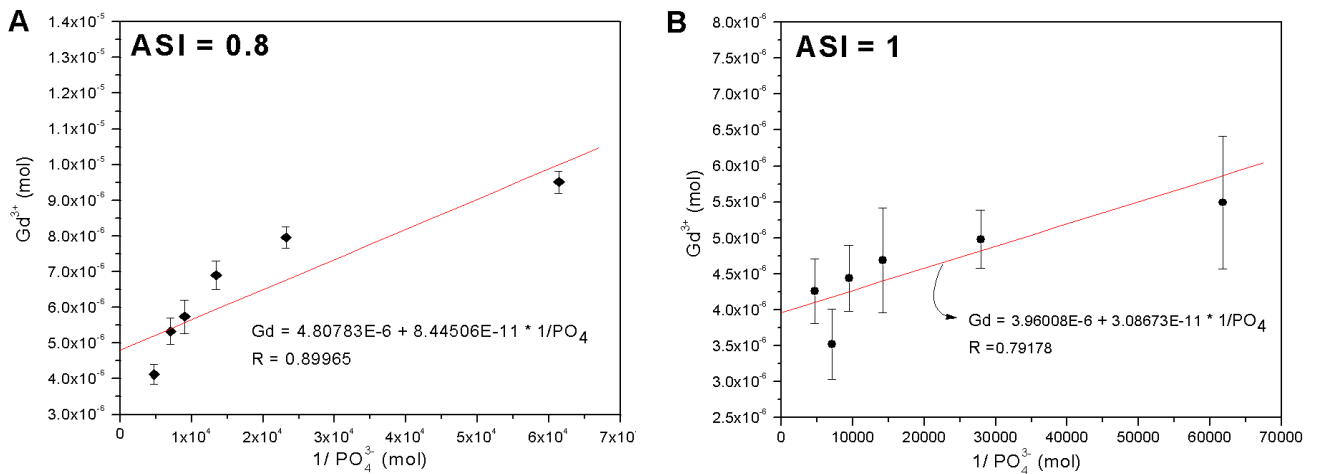 A
ASI = 0.8
Gd³⁺ (mol)
1.4x10⁻⁵
1.3x10⁻⁵
1.2x10⁻⁵
1.1x10⁻⁵
1.0x10⁻⁶
9.0x10⁻⁶
8.0x10⁻⁶
7.0x10⁻⁶
6.0x10⁻⁶
5.0x10⁻⁶
4.0x10⁻⁶
3.0x10⁻⁶
Gd = 4.80783E-6 + 8.44506E-11 * 1/PO₄
R = 0.89965
0 1x10⁴ 2x10⁴ 3x10⁴ 4x10⁴ 5x10⁴ 6x10⁴ 7x10⁴
1/ PO₄³⁻ (mol)
B
ASI = 1
Gd³⁺ (mol)
8.0x10⁻⁶
7.5x10⁻⁶
7.0x10⁻⁶
6.5x10⁻⁶
6.0x10⁻⁶
5.5x10⁻⁶
5.0x10⁻⁶
4.5x10⁻⁶
4.0x10⁻⁶
3.5x10⁻⁶
3.0x10⁻⁶
2.5x10⁻⁶
Gd = 3.96008E-6 + 3.08673E-11 * 1/PO₄
R =0.79178
0 10000 20000 30000 40000 50000 60000 70000
1/ PO₄³⁻ (mol)